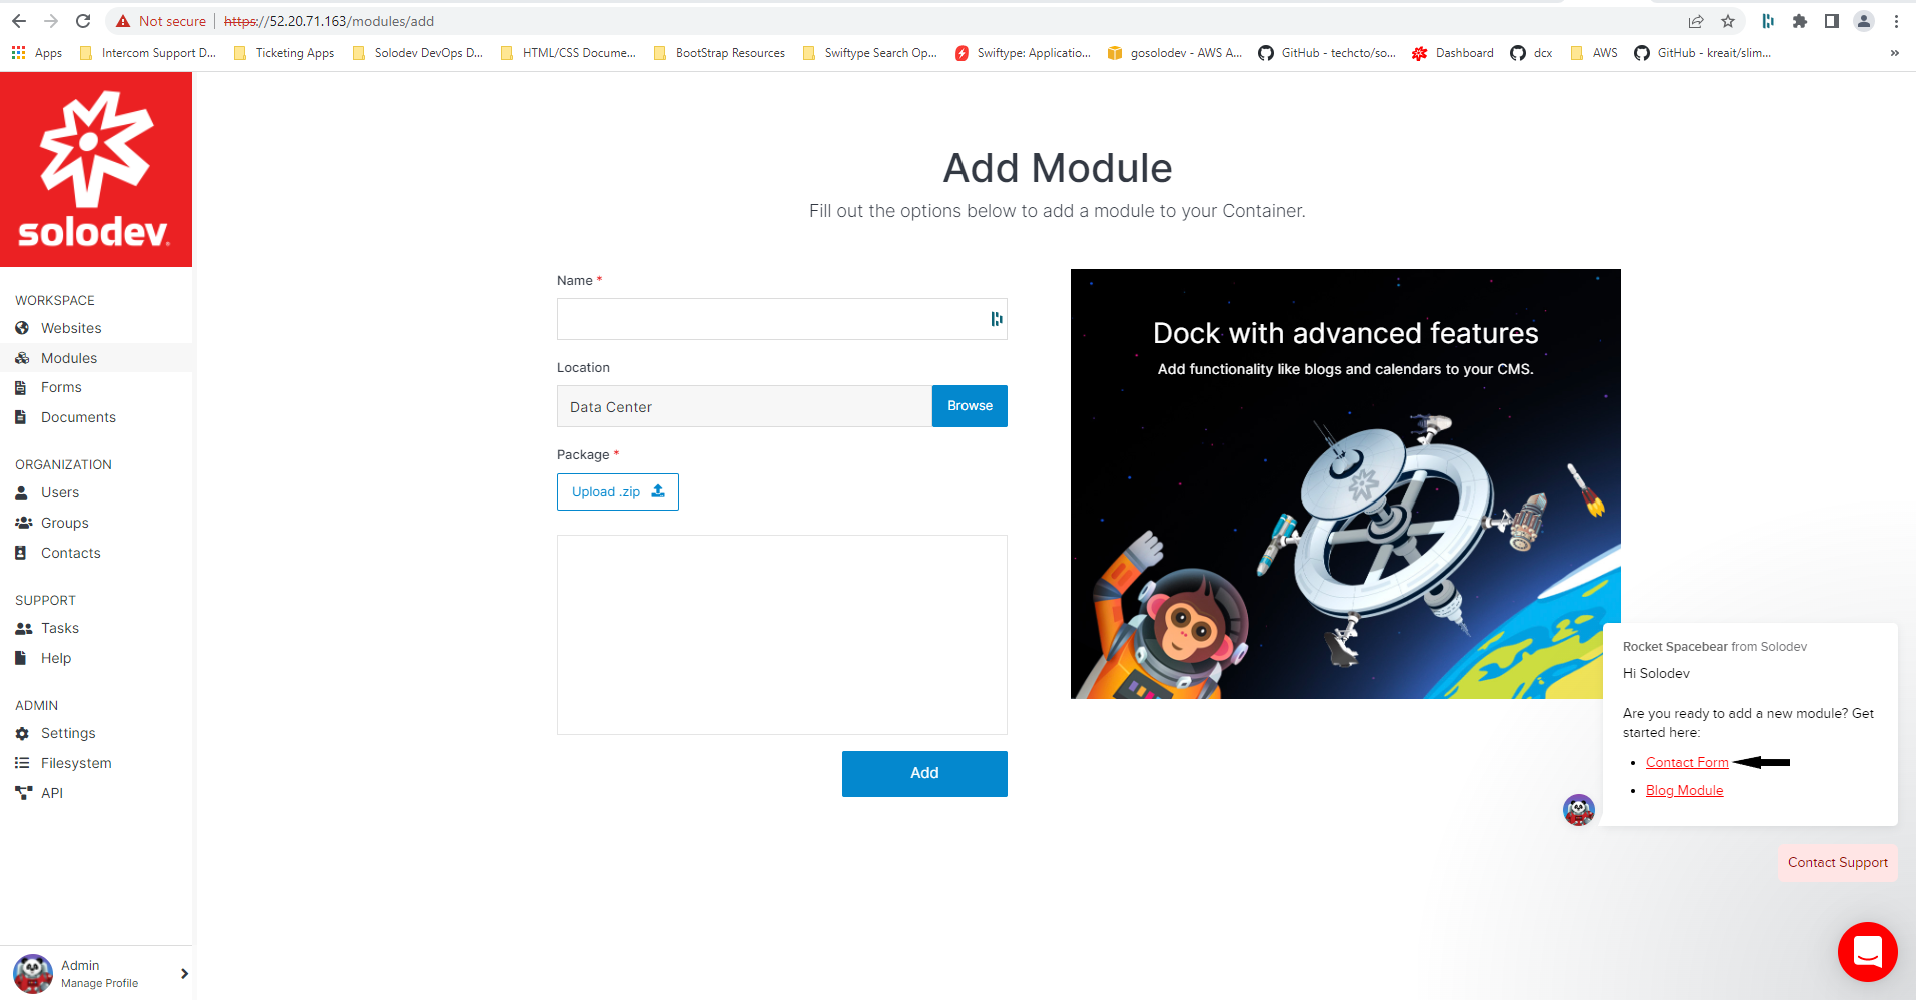 Not secure | https://52.20.71.163/modules/add
Apps Intercom Support D... Ticketing Apps Solodev DevOps D... HTML/CSS Docume... BootStrap Resources Swiftype Search Op... Swiftype: Applicatio... gosolodev - AWS A... GitHub - techcto/so... Dashboard dcx AWS GitHub - kreait/slim... »
solodev
WORKSPACE
Websites
Modules
Forms
Documents
ORGANIZATION
Users
Groups
Contacts
SUPPORT
Tasks
Help
ADMIN
Settings
Filesystem
API
Admin
Manage Profile
Add Module
Fill out the options below to add a module to your Container.
Name *
Location
Data Center
Browse
Package *
Upload .zip
Add
Dock with advanced features
Add functionality like blogs and calendars to your CMS.
Rocket Spacebear from Solodev
Hi Solodev
Are you ready to add a new module? Get
started here:
• Contact Form
• Blog Module
Contact Support